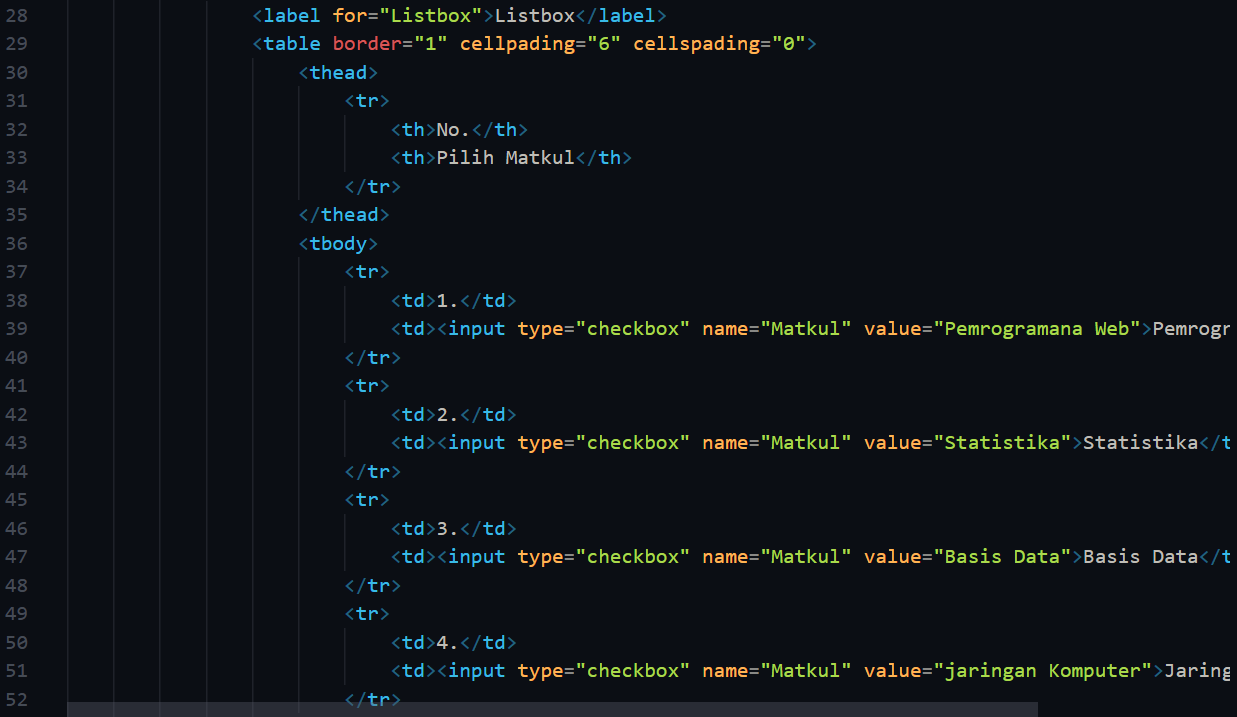 28 <label for="Listbox">Listbox</label>
29 <table border="1" cellpading="6" cellspading="0">
30 <thead>
31 <tr>
32 <th>No.</th>
33 <th>Pilih Matkul</th>
34 </tr>
35 </thead>
36 <tbody>
37 <tr>
38 <td>1.</td>
39 <td><input type="checkbox" name="Matkul" value="Pemrogramana Web">Pemrogr
40 </tr>
41 <tr>
42 <td>2.</td>
43 <td><input type="checkbox" name="Matkul" value="Statistika">Statistika</t
44 </tr>
45 <tr>
46 <td>3.</td>
47 <td><input type="checkbox" name="Matkul" value="Basis Data">Basis Data</t
48 </tr>
49 <tr>
50 <td>4.</td>
51 <td><input type="checkbox" name="Matkul" value="jaringan Komputer">Jaring
52 </tr>